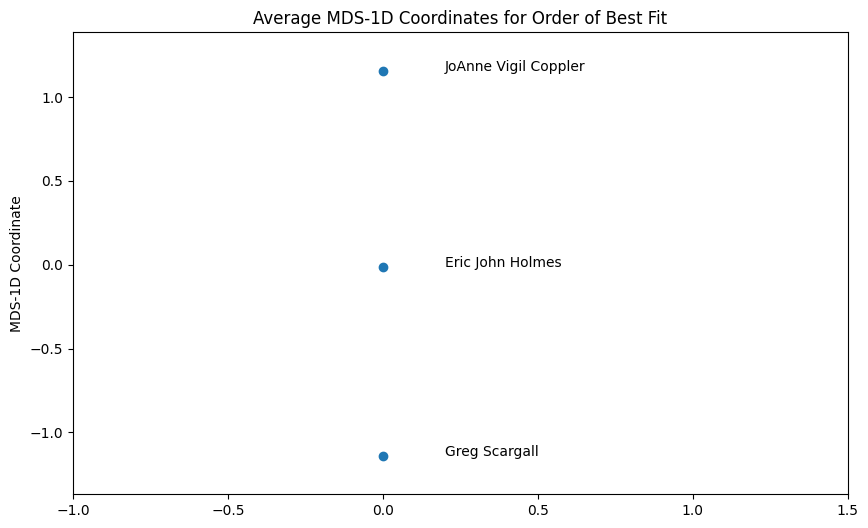 Average MDS-1D Coordinates for Order of Best Fit
JoAnne Vigil Coppler
1.0
0.5
MDS-1D Coordinate
Eric John Holmes
0.0
−0.5
−1.0
Greg Scargall
−1.0
−0.5
0.0
0.5
1.0
1.5